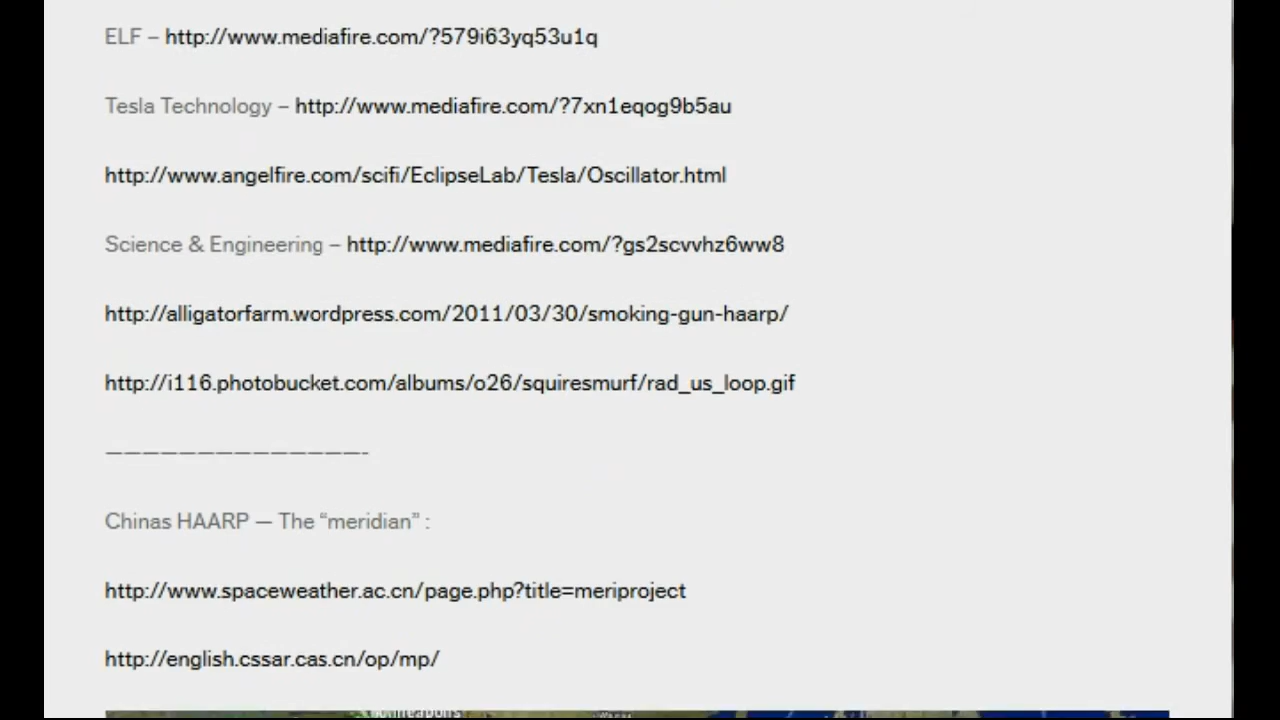 ELF – http://www.mediafire.com/?579i63yq53u1q
Tesla Technology – http://www.mediafire.com/?7xn1eqog9b5au
http://www.angelfire.com/scifi/EclipseLab/Tesla/Oscillator.html
Science & Engineering – http://www.mediafire.com/?gs2scvvhz6ww8
http://alligatorfarm.wordpress.com/2011/03/30/smoking-gun-haarp/
http://i116.photobucket.com/albums/o26/squiresmurf/rad_us_loop.gif
———————————————-
Chinas HAARP — The “meridian” :
http://www.spaceweather.ac.cn/page.php?title=meriproject
http://english.cssar.cas.cn/op/mp/